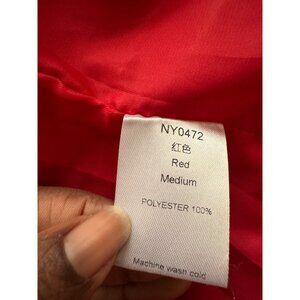 NY0472
红色
Red
Medium
POLYESTER 100%
Machine wash cold